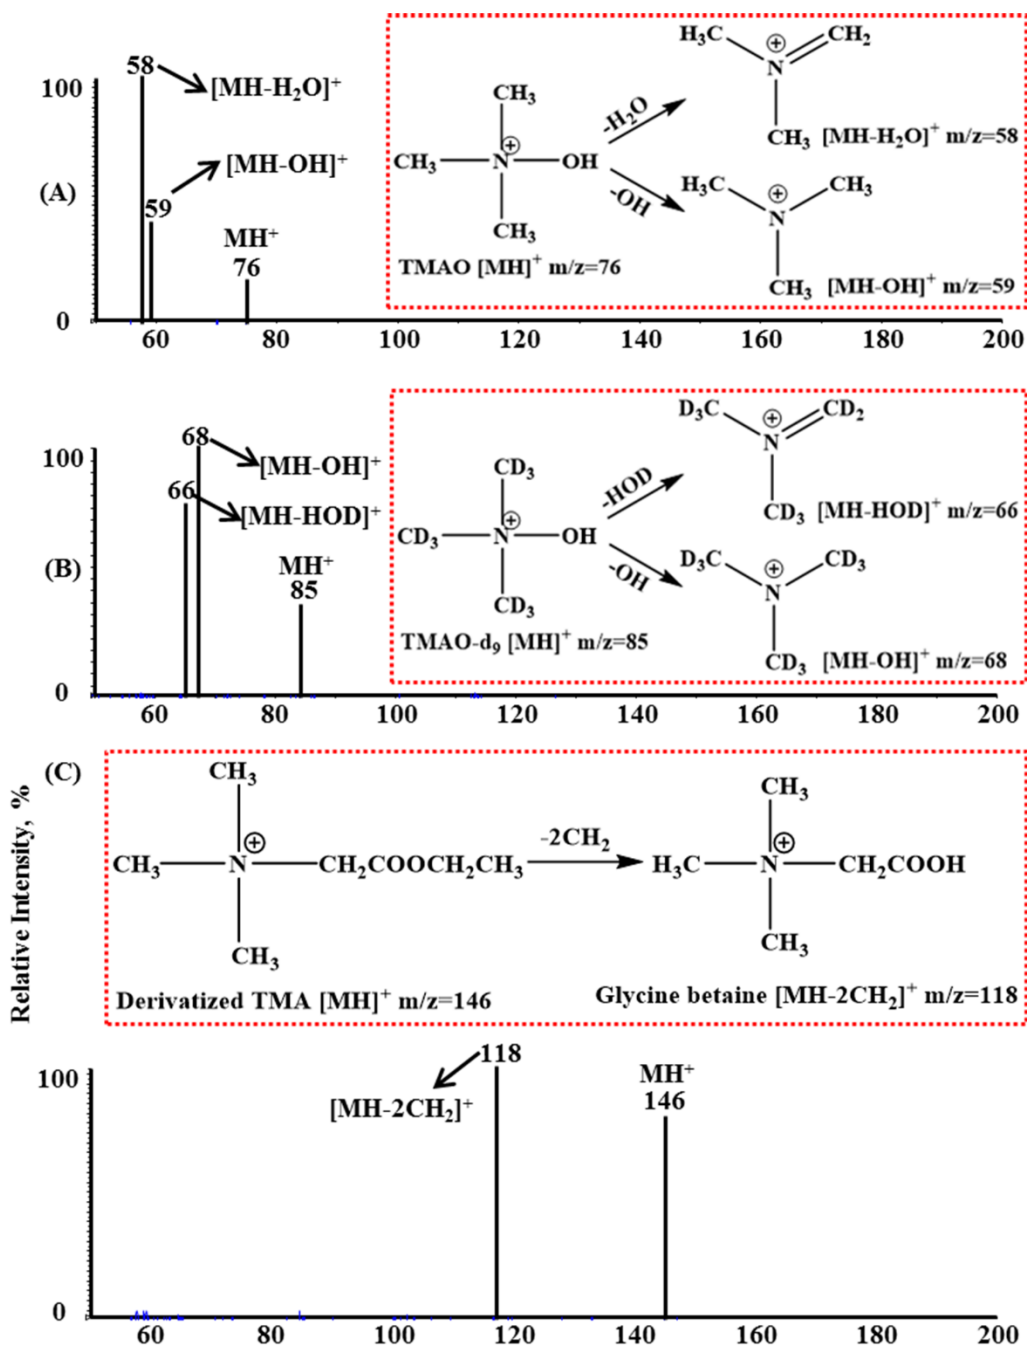 (A)
100
0
58
[MH-H₂O]⁺
59
[MH-OH]⁺
MH⁺
76
60 80 100 120 140 160 180 200
CH₃
CH₃ N⊕ OH
CH₃
TMAO [MH]⁺ m/z=76
-H₂O
-OH
H₃C ⊕ CH₂
N
CH₃ [MH-H₂O]⁺ m/z=58
H₃C ⊕ CH₃
N
CH₃ [MH-OH]⁺ m/z=59
(B)
100
0
68
[MH-OH]⁺
66
[MH-HOD]⁺
MH⁺
85
60 80 100 120 140 160 180 200
CD₃
CD₃ N⊕ OH
CD₃
TMAO-d₉ [MH]⁺ m/z=85
-HOD
-OH
D₃C ⊕ CD₂
N
CD₃ [MH-HOD]⁺ m/z=66
D₃C ⊕ CD₃
N
CD₃ [MH-OH]⁺ m/z=68
Relative Intensity, %
(C)
CH₃
CH₃ N⊕ CH₂COOCH₂CH₃
CH₃
Derivatized TMA [MH]⁺ m/z=146
-2CH₂
CH₃
H₃C N⊕ CH₂COOH
CH₃
Glycine betaine [MH-2CH₂]⁺ m/z=118
100
0
118
[MH-2CH₂]⁺
MH⁺
146
60 80 100 120 140 160 180 200